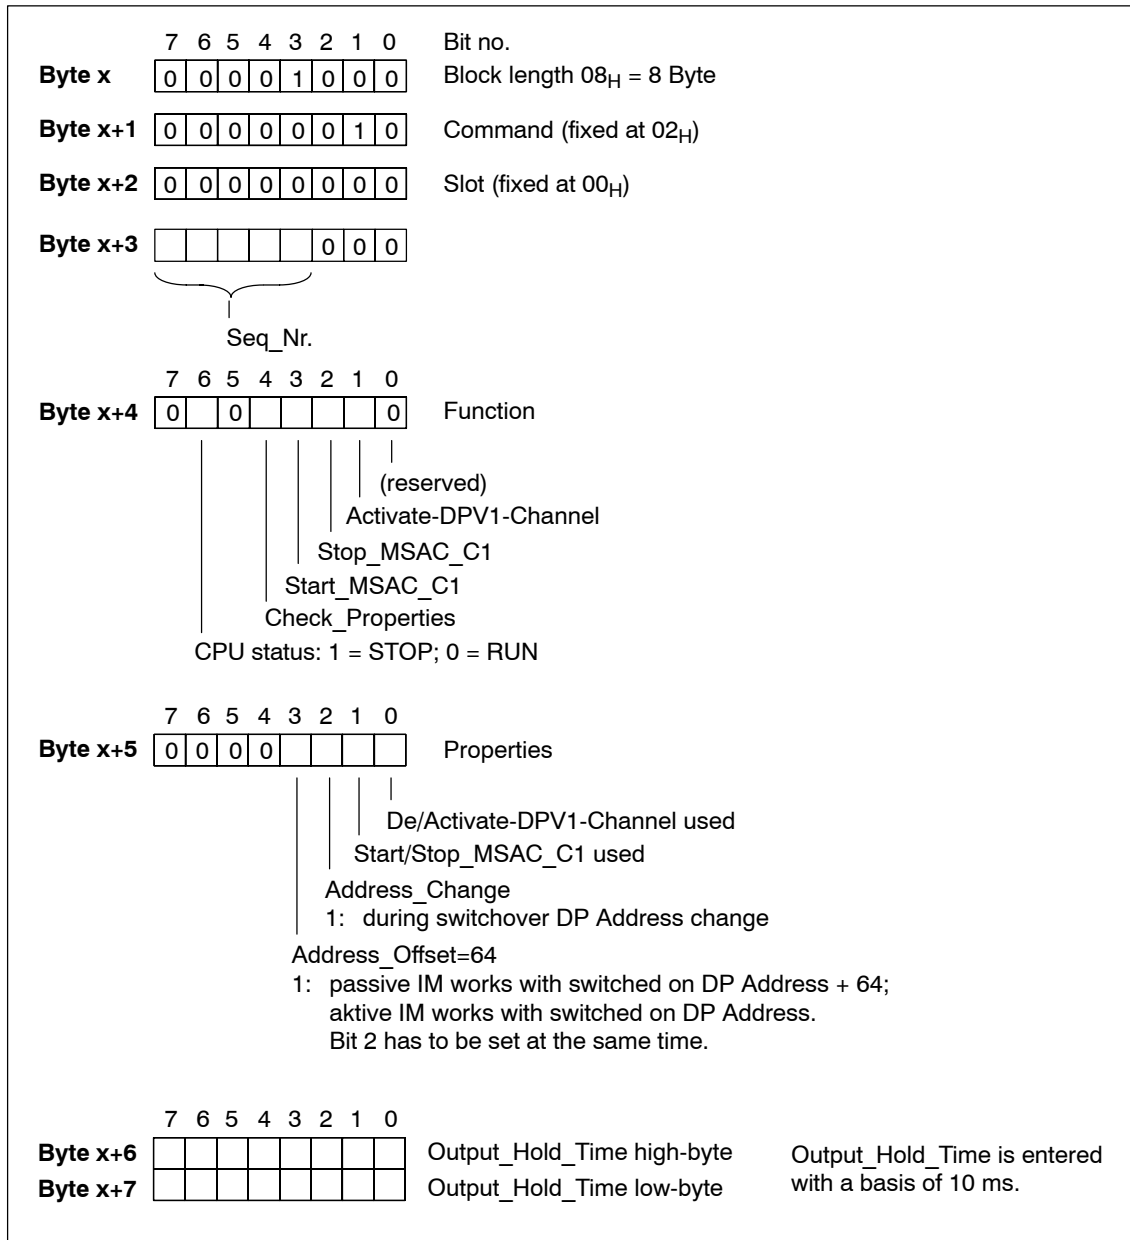 7 6 5 4 3 2 1 0 Bit no.
Byte x 0 0 0 0 1 0 0 0 Block length 08H = 8 Byte
Byte x+1 0 0 0 0 0 0 1 0 Command (fixed at 02H)
Byte x+2 0 0 0 0 0 0 0 0 Slot (fixed at 00H)
Byte x+3 0 0 0
Seq_Nr.
7 6 5 4 3 2 1 0
Byte x+4 0 0 0 Function
(reserved)
Activate-DPV1-Channel
Stop_MSAC_C1
Start_MSAC_C1
Check_Properties
CPU status: 1 = STOP; 0 = RUN
7 6 5 4 3 2 1 0
Byte x+5 0 0 0 0 Properties
De/Activate-DPV1-Channel used
Start/Stop_MSAC_C1 used
Address_Change
1: during switchover DP Address change
Address_Offset=64
1: passive IM works with switched on DP Address + 64;
aktive IM works with switched on DP Address.
Bit 2 has to be set at the same time.
7 6 5 4 3 2 1 0
Byte x+6 Output_Hold_Time high-byte Output_Hold_Time is entered
Byte x+7 Output_Hold_Time low-byte with a basis of 10 ms.